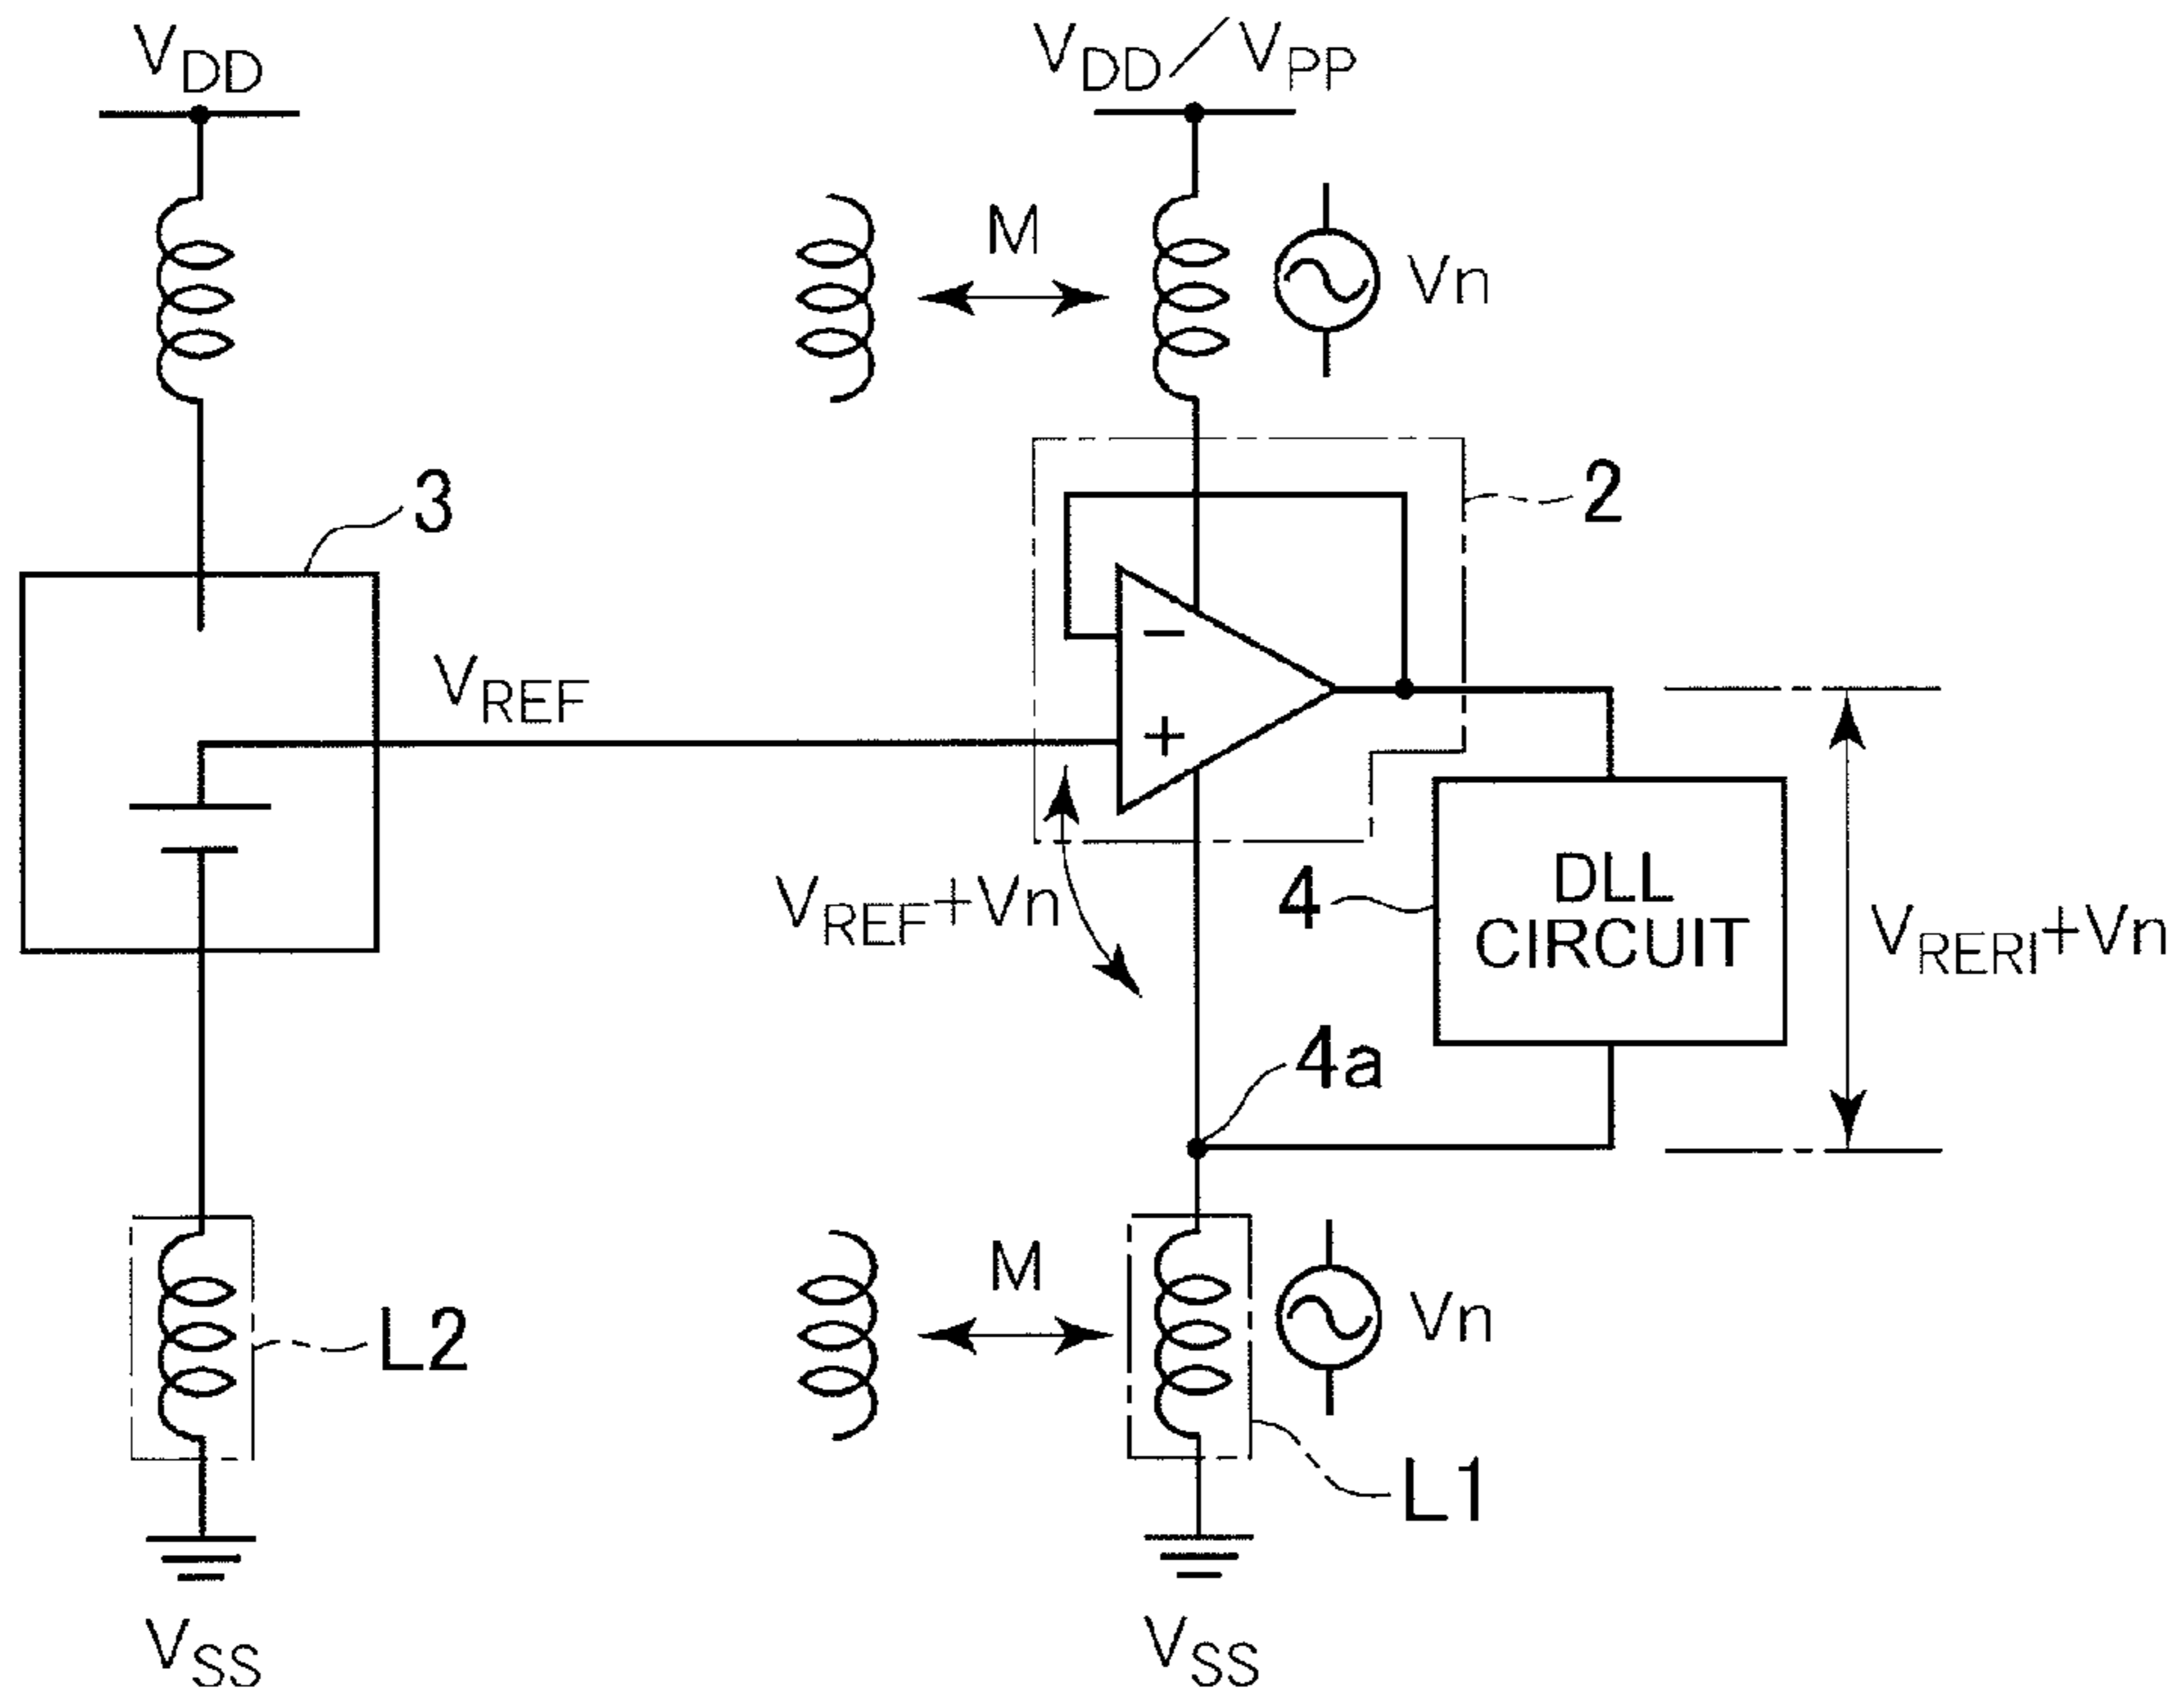 VDD
VDD/VPP
M
Vn
3
2
VREF
−
+
VREF+Vn
4
DLL
CIRCUIT
VRERI+Vn
4a
M
Vn
L2
L1
VSS
VSS